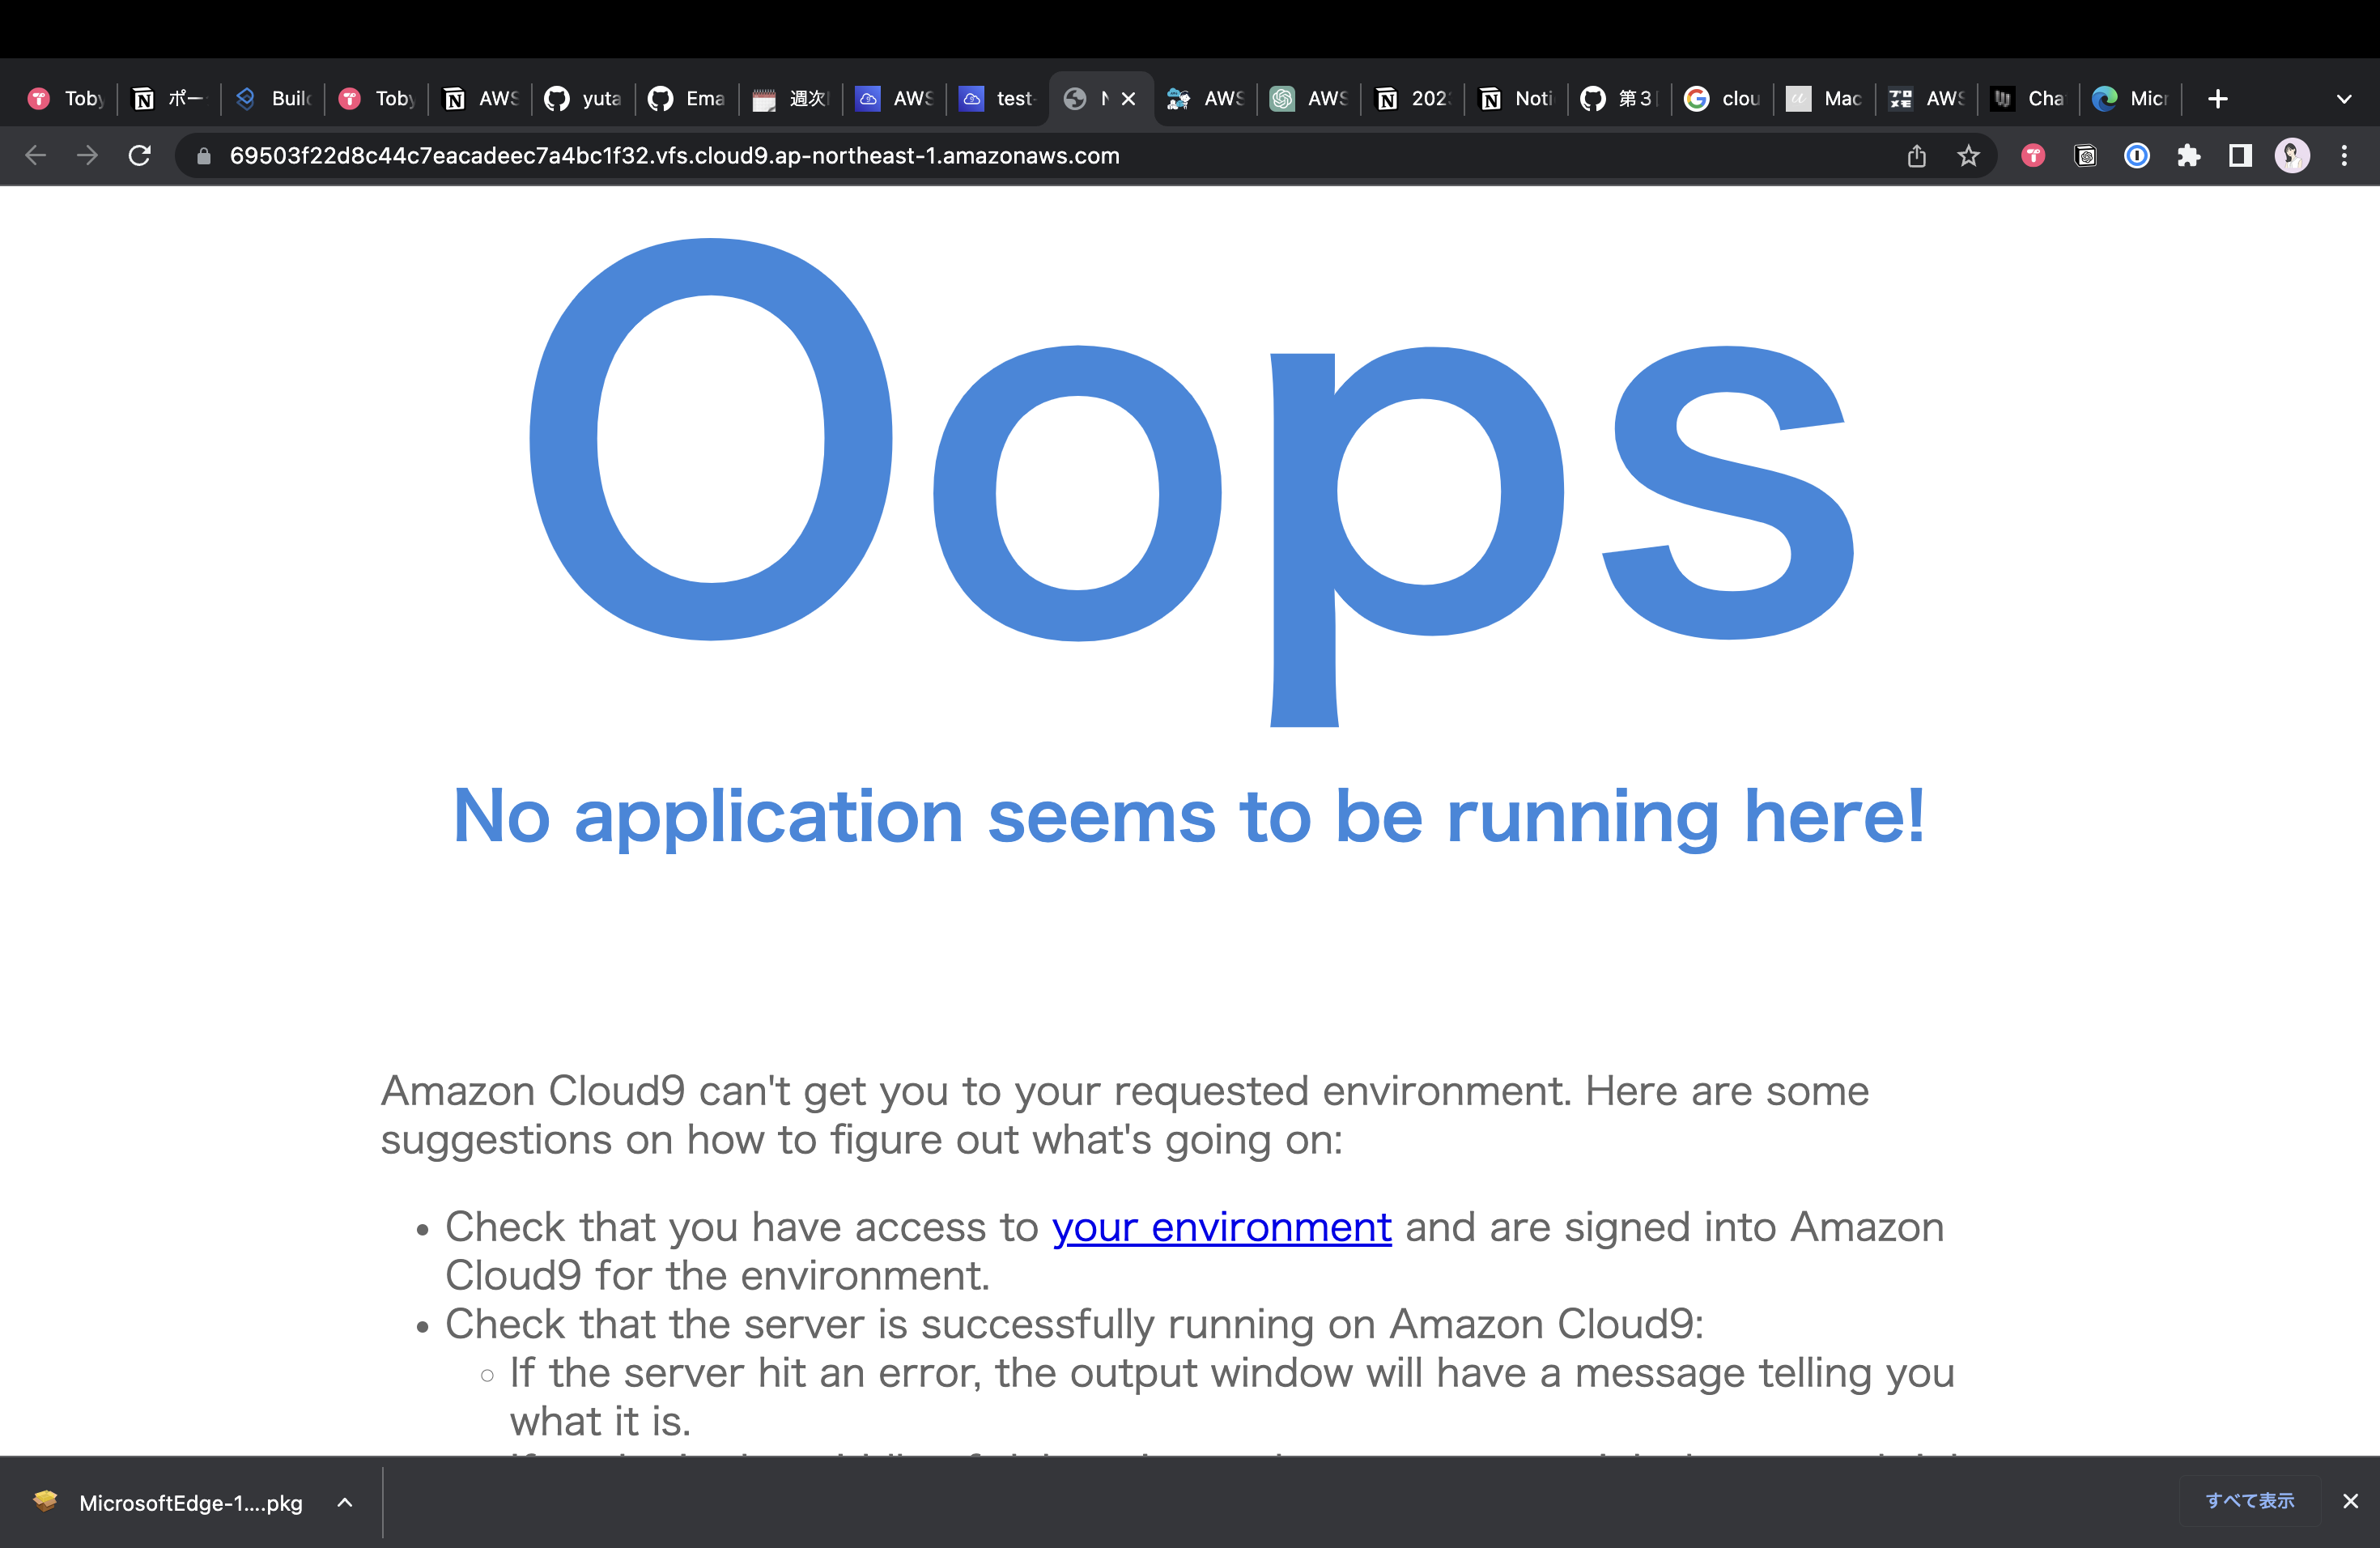 Toby ポー Build Toby AWS yuta Ema 週次 AWS test- N AWS AWS 202 Noti 第3 clou Mac AWS Cha Micr
69503f22d8c44c7eacadeec7a4bc1f32.vfs.cloud9.ap-northeast-1.amazonaws.com
Oops
No application seems to be running here!
Amazon Cloud9 can't get you to your requested environment. Here are some
suggestions on how to figure out what's going on:
• Check that you have access to your environment and are signed into Amazon
Cloud9 for the environment.
• Check that the server is successfully running on Amazon Cloud9:
◦ If the server hit an error, the output window will have a message telling you
what it is.
MicrosoftEdge-1....pkg
すべて表示